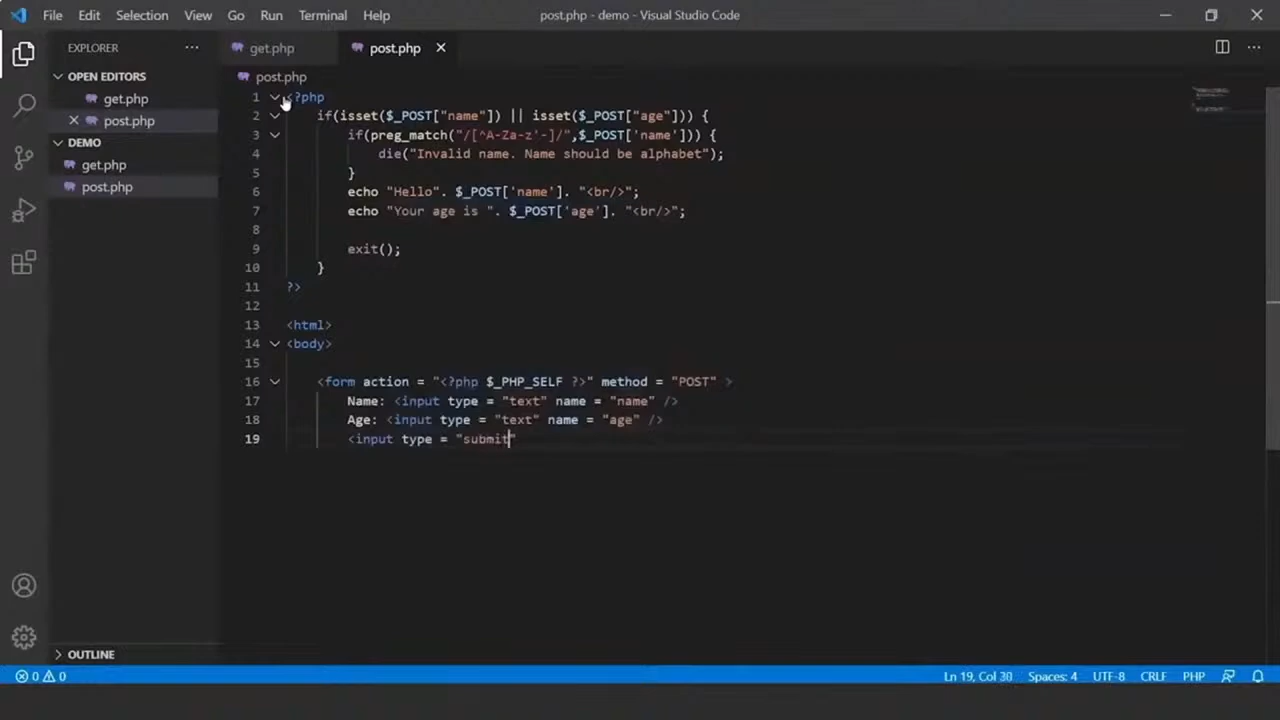 File Edit Selection View Go Run Terminal Help
post.php - demo - Visual Studio Code
EXPLORER
OPEN EDITORS
get.php
post.php
DEMO
get.php
post.php
OUTLINE
get.php
post.php
post.php
1 <?php
2 if(isset($_POST["name"]) || isset($_POST["age"])) {
3 if(preg_match("/[^A-Za-z'-]/",$_POST['name'])) {
4 die("Invalid name. Name should be alphabet");
5 }
6 echo "Hello". $_POST['name']. "<br/>";
7 echo "Your age is ". $_POST['age']. "<br/>";
8
9 exit();
10 }
11 ?>
12
13 <html>
14 <body>
15
16 <form action = "<?php $_PHP_SELF ?>" method = "POST" >
17 Name: <input type = "text" name = "name" />
18 Age: <input type = "text" name = "age" />
19 <input type = "submit"
0 0
Ln 19, Col 30 Spaces: 4 UTF-8 CRLF PHP